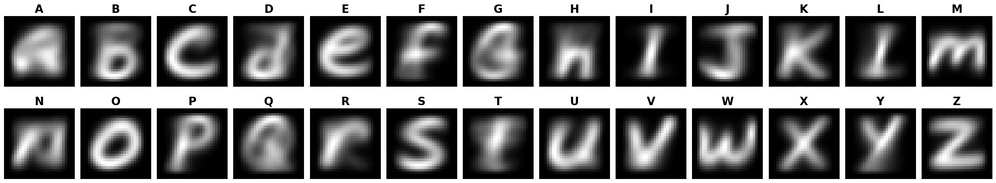 A B C D E F G H I J K L M
N O P Q R S T U V W X Y Z